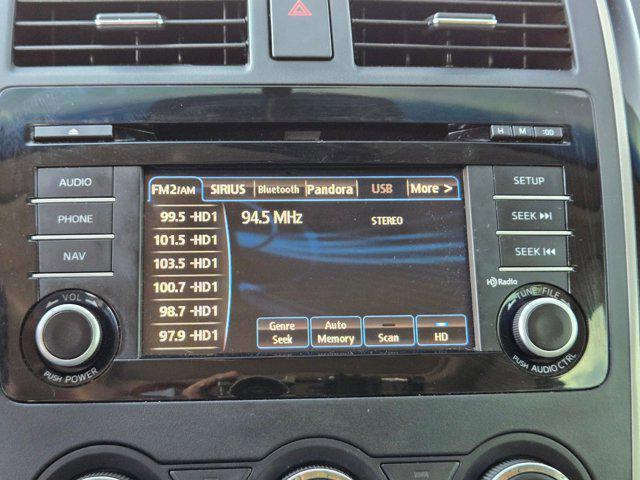 H M :00
AUDIO
PHONE
NAV
VOL
PUSH POWER
FM2/AM SIRIUS Bluetooth Pandora USB More >
99.5 -HD1
101.5 -HD1
103.5 -HD1
100.7 -HD1
98.7 -HD1
97.9 -HD1
94.5 MHz
STEREO
Genre Seek
Auto Memory
Scan
HD
SETUP
SEEK ⏭
SEEK ⏮
HD Radio
TUNE/FILE
PUSH AUDIO CTRL